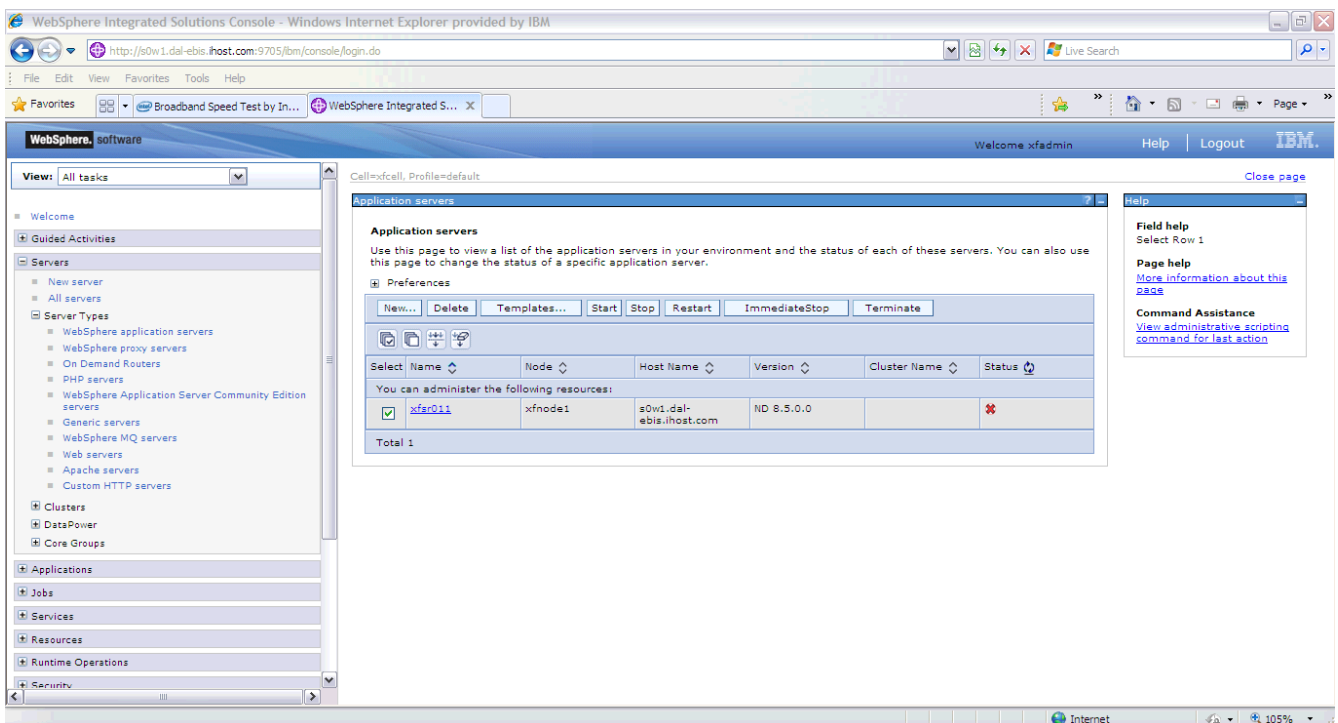 WebSphere Integrated Solutions Console - Windows Internet Explorer provided by IBM
http://s0w1.dal-ebis.ihost.com:9705/ibm/console/login.do
Live Search
File Edit View Favorites Tools Help
Favorites
Broadband Speed Test by In...
WebSphere Integrated S... X
»
Page
»
WebSphere. software
Welcome xfadmin
Help
Logout
IBM.
View: All tasks
Welcome
Guided Activities
Servers
New server
All servers
Server Types
WebSphere application servers
WebSphere proxy servers
On Demand Routers
PHP servers
WebSphere Application Server Community Edition
servers
Generic servers
WebSphere MQ servers
Web servers
Apache servers
Custom HTTP servers
Clusters
DataPower
Core Groups
Applications
Jobs
Services
Resources
Runtime Operations
Security
Cell=xfcell, Profile=default
Close page
Application servers
? -
Application servers
Use this page to view a list of the application servers in your environment and the status of each of these servers. You can also use
this page to change the status of a specific application server.
Preferences
New... Delete Templates... Start Stop Restart ImmediateStop Terminate
Select Name Node Host Name Version Cluster Name Status
You can administer the following resources:
xfsr011 xfnode1 s0w1.dal- ND 8.5.0.0
ebis.ihost.com
Total 1
Help
Field help
Select Row 1
Page help
More information about this
page
Command Assistance
View administrative scripting
command for last action
Internet
105%